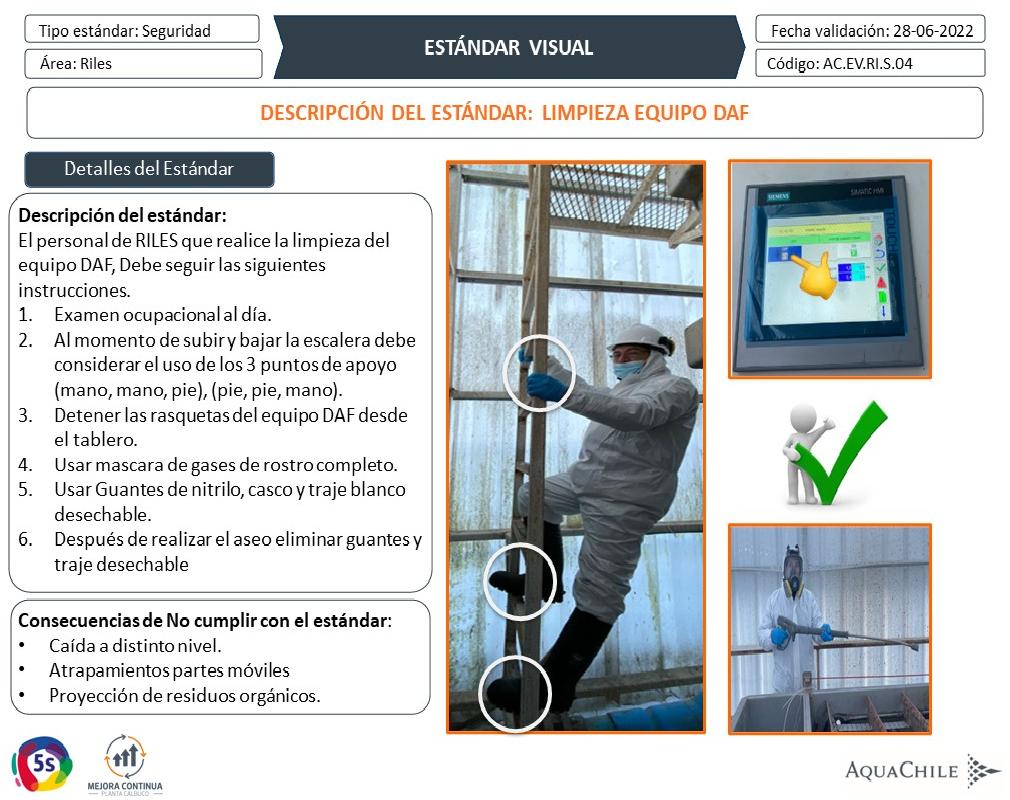 Tipo estándar: Seguridad
Área: Riles
ESTÁNDAR VISUAL
Fecha validación: 28-06-2022
Código: AC.EV.RI.S.04
DESCRIPCIÓN DEL ESTÁNDAR: LIMPIEZA EQUIPO DAF
Detalles del Estándar
Descripción del estándar:
El personal de RILES que realice la limpieza del
equipo DAF, Debe seguir las siguientes
instrucciones.
1. Examen ocupacional al día.
2. Al momento de subir y bajar la escalera debe
considerar el uso de los 3 puntos de apoyo
(mano, mano, pie), (pie, pie, mano).
3. Detener las rasquetas del equipo DAF desde
el tablero.
4. Usar mascara de gases de rostro completo.
5. Usar Guantes de nitrilo, casco y traje blanco
desechable.
6. Después de realizar el aseo eliminar guantes y
traje desechable
Consecuencias de No cumplir con el estándar:
• Caída a distinto nivel.
• Atrapamientos partes móviles
• Proyección de residuos orgánicos.
SIEMENS
SIMATIC HMI
TOUCH
5S
MEJORA CONTINUA
PLANTA CALBUCO
AQUACHILE